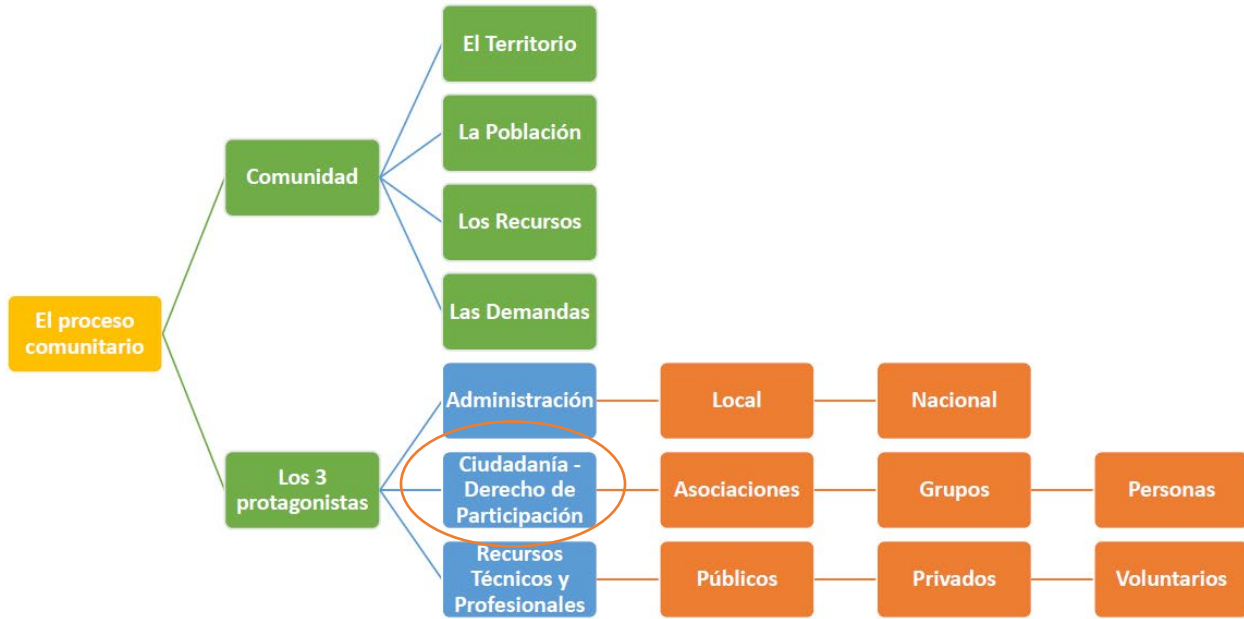 El Territorio
La Población
Comunidad
Los Recursos
Las Demandas
El proceso
comunitario
Administración
Local
Nacional
Los 3
protagonistas
Ciudadanía -
Derecho de
Participación
Asociaciones
Grupos
Personas
Recursos
Técnicos y
Profesionales
Públicos
Privados
Voluntarios